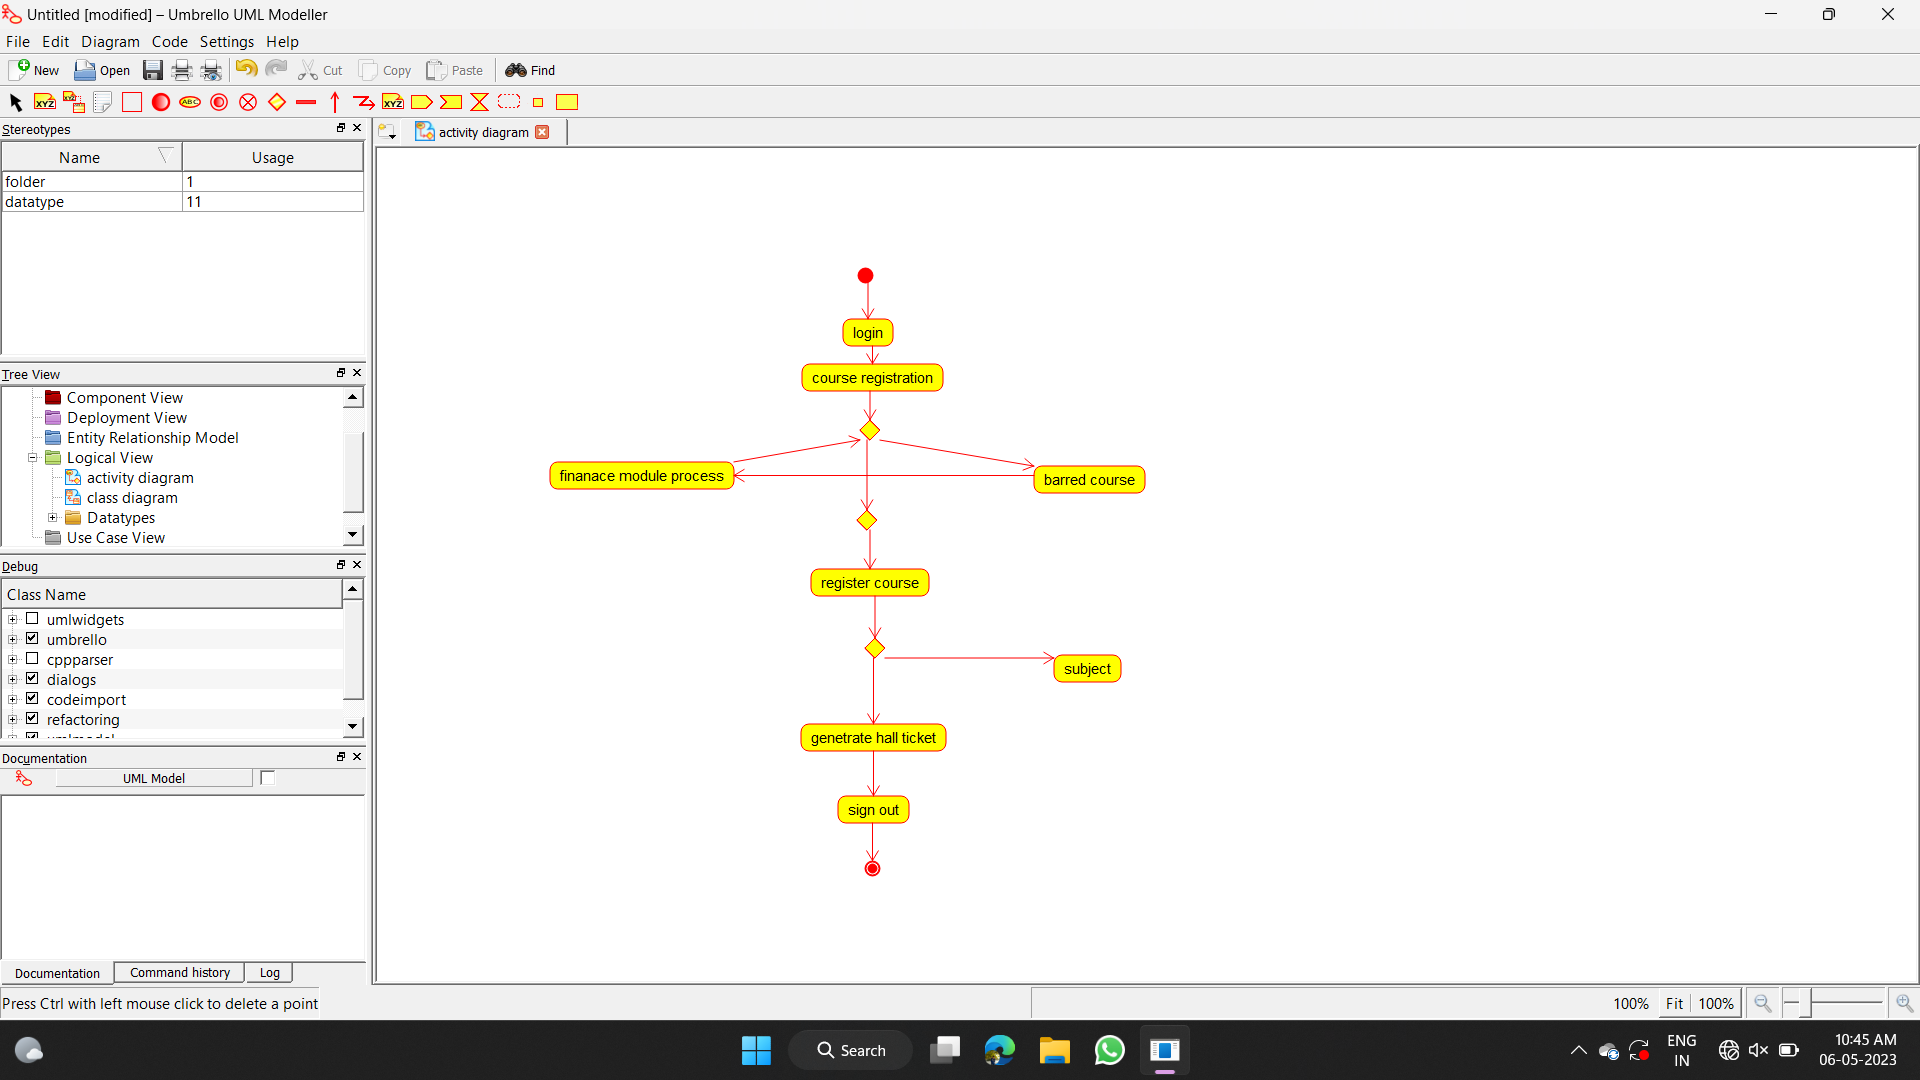 Untitled [modified] – Umbrello UML Modeller
File Edit Diagram Code Settings Help
New Open Cut Copy Paste Find
XYZ ABC XYZ
Stereotypes
activity diagram
Name Usage
folder 1
datatype 11
Tree View
Component View
Deployment View
Entity Relationship Model
Logical View
activity diagram
class diagram
Datatypes
Use Case View
Debug
Class Name
umlwidgets
umbrello
cppparser
dialogs
codeimport
refactoring
umlmodel
Documentation
UML Model
Documentation Command history Log
login
course registration
finanace module process
barred course
register course
subject
genetrate hall ticket
sign out
Press Ctrl with left mouse click to delete a point
100% Fit 100%
Search
ENG
IN
10:45 AM
06-05-2023